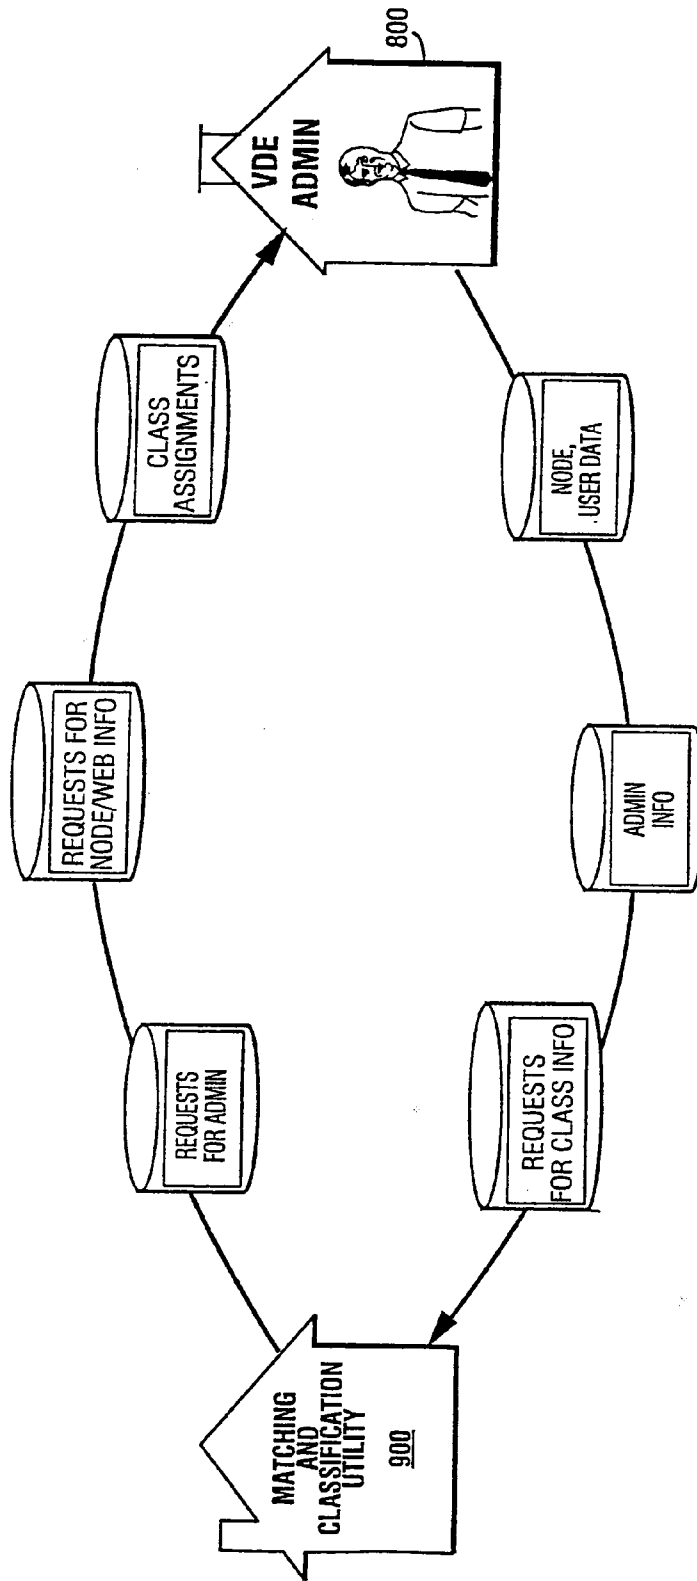 MATCHING
AND
CLASSIFICATION
UTILITY
900
REQUESTS
FOR ADMIN
REQUESTS FOR
NODE/WEB INFO
CLASS
ASSIGNMENTS
VDE
ADMIN
800
REQUESTS
FOR CLASS INFO
ADMIN
INFO
NODE,
USER DATA